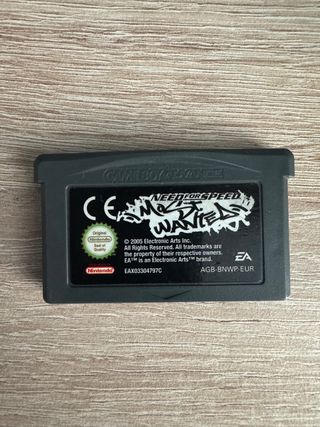 GAME BOY ADVANCE
CE
NEED FOR SPEED
MOST
WANTED
Original
Nintendo
Seal of
© 2005 Electronic Arts Inc.
All Rights Reserved. All trademarks are
the property of their respective owners.
EA™ is an Electronic Arts™ brand.
EA
Nintendo
EAX03304797C
AGB-BNWP-EUR